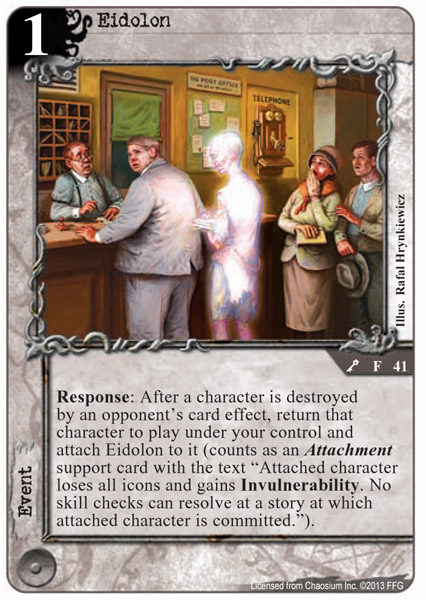 1
Eidolon
US POST OFFICE
TELEPHONE
Illus. Rafal Hrynkiewicz
F 41
Response: After a character is destroyed
by an opponent’s card effect, return that
character to play under your control and
attach Eidolon to it (counts as an Attachment
support card with the text “Attached character
loses all icons and gains Invulnerability. No
skill checks can resolve at a story at which
attached character is committed.”).
Event
Licensed from Chaosium Inc. ©2013 FFG